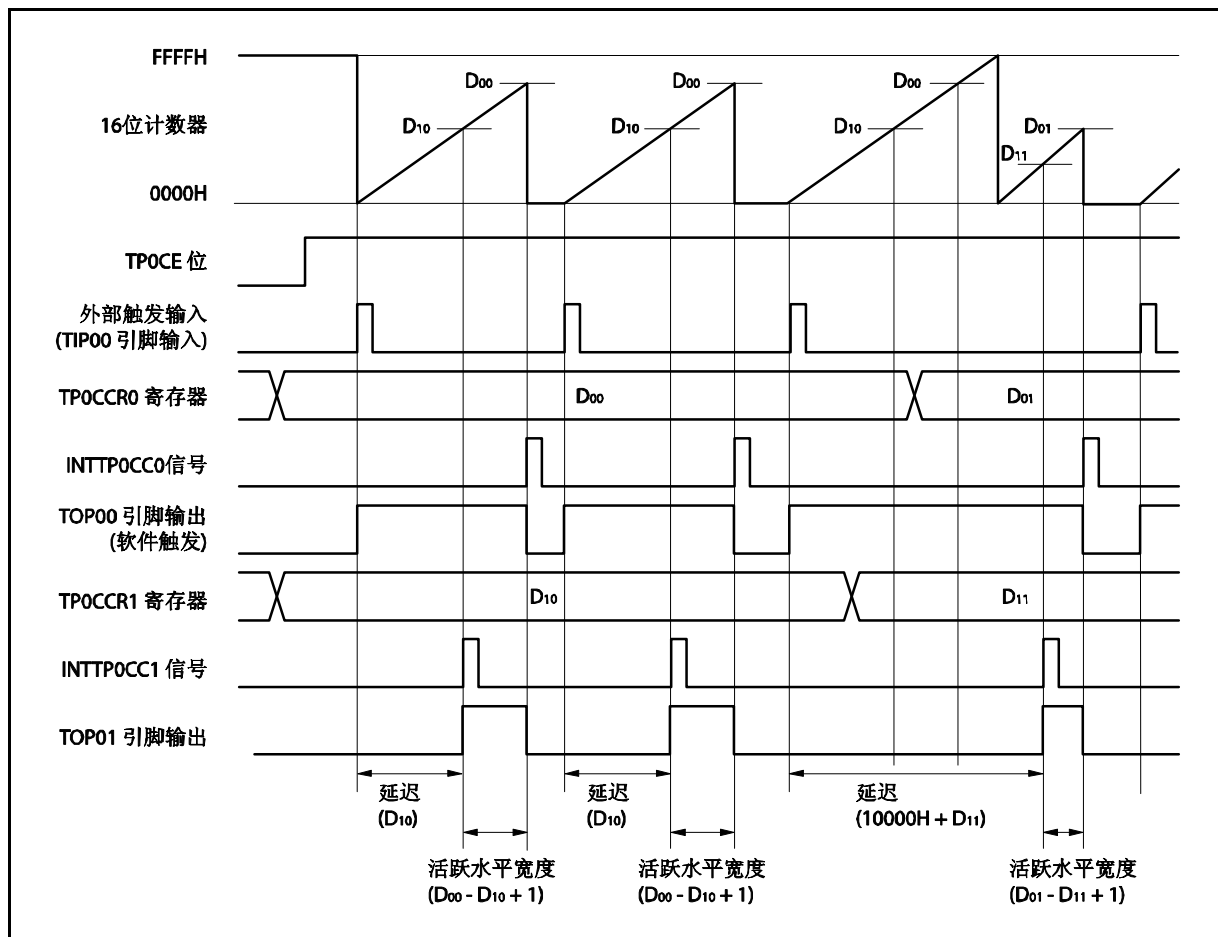 FFFFH
D00
D00
D00
16位计数器
D10
D10
D10
D01
D11
0000H
TP0CE 位
外部触发输入
(TIP00 引脚输入)
TP0CCR0 寄存器
D00
D01
INTTP0CC0信号
TOP00 引脚输出
(软件触发)
TP0CCR1 寄存器
D10
D11
INTTP0CC1 信号
TOP01 引脚输出
延迟
(D10)
延迟
(D10)
延迟
(10000H + D11)
活跃水平宽度
(D00 - D10 + 1)
活跃水平宽度
(D00 - D10 + 1)
活跃水平宽度
(D01 - D11 + 1)